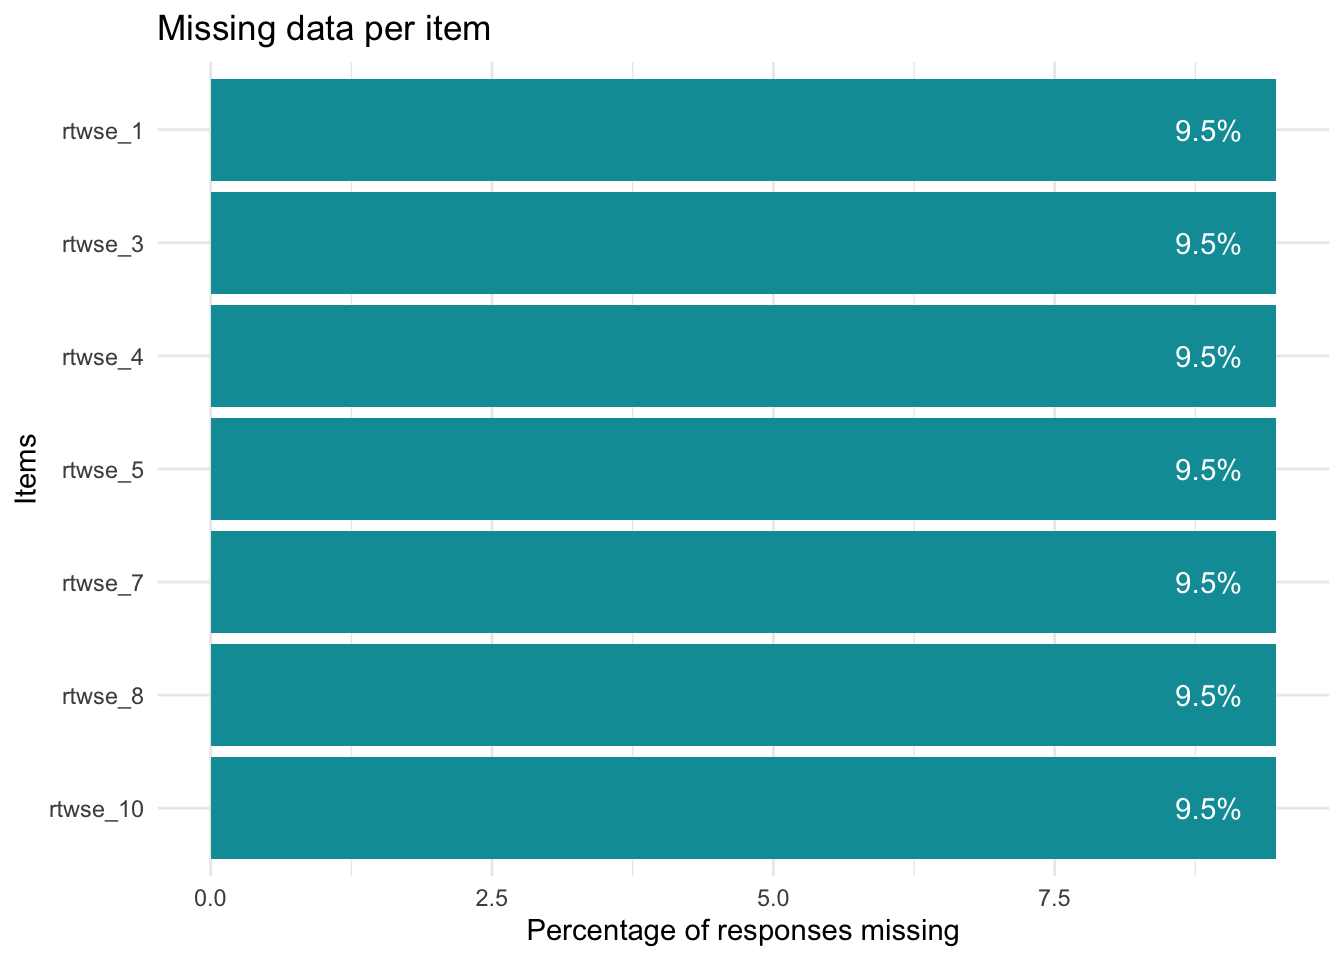 Missing data per item
Items
rtwse_1
9.5%
rtwse_3
9.5%
rtwse_4
9.5%
rtwse_5
9.5%
rtwse_7
9.5%
rtwse_8
9.5%
rtwse_10
9.5%
0.0 2.5 5.0 7.5
Percentage of responses missing